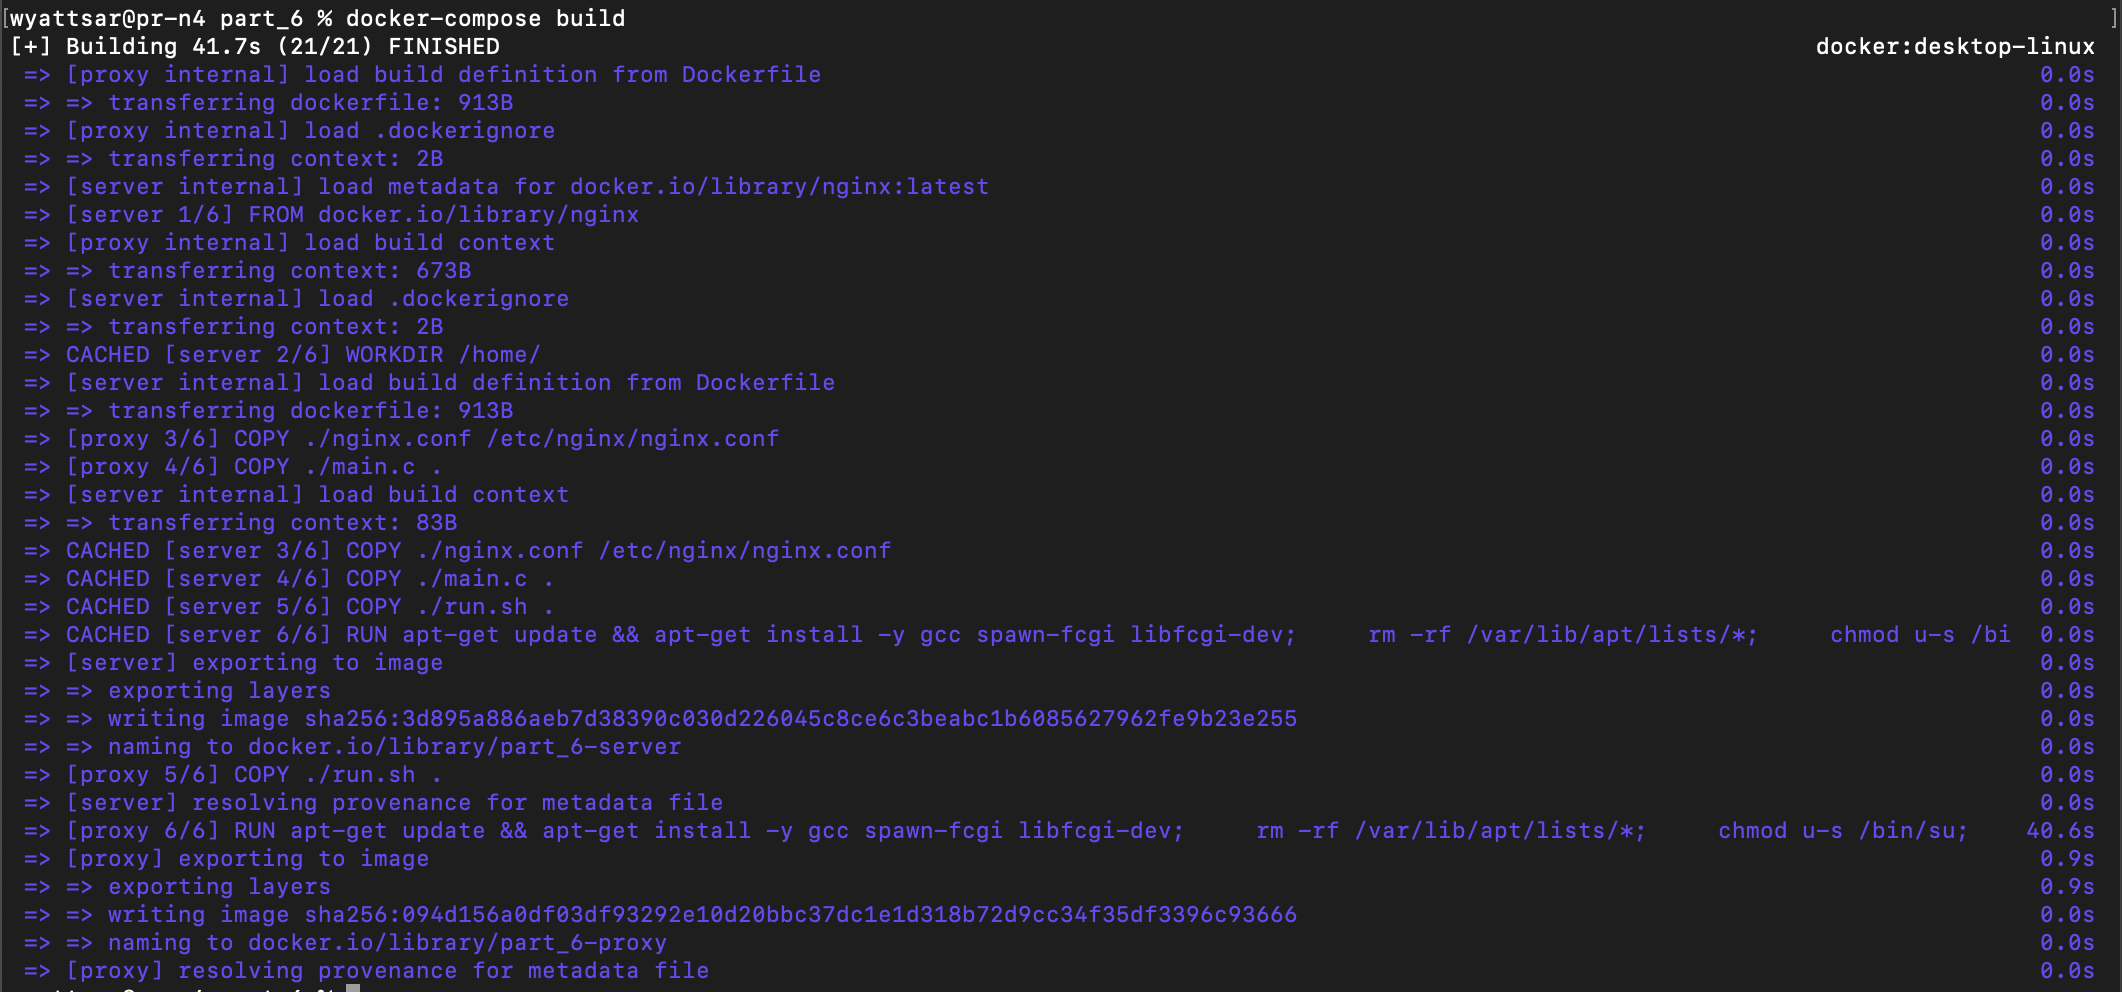 [wyattsar@pr-n4 part_6 % docker-compose build ]
[+] Building 41.7s (21/21) FINISHED docker:desktop-linux
=> [proxy internal] load build definition from Dockerfile 0.0s
=> => transferring dockerfile: 913B 0.0s
=> [proxy internal] load .dockerignore 0.0s
=> => transferring context: 2B 0.0s
=> [server internal] load metadata for docker.io/library/nginx:latest 0.0s
=> [server 1/6] FROM docker.io/library/nginx 0.0s
=> [proxy internal] load build context 0.0s
=> => transferring context: 673B 0.0s
=> [server internal] load .dockerignore 0.0s
=> => transferring context: 2B 0.0s
=> CACHED [server 2/6] WORKDIR /home/ 0.0s
=> [server internal] load build definition from Dockerfile 0.0s
=> => transferring dockerfile: 913B 0.0s
=> [proxy 3/6] COPY ./nginx.conf /etc/nginx/nginx.conf 0.0s
=> [proxy 4/6] COPY ./main.c . 0.0s
=> [server internal] load build context 0.0s
=> => transferring context: 83B 0.0s
=> CACHED [server 3/6] COPY ./nginx.conf /etc/nginx/nginx.conf 0.0s
=> CACHED [server 4/6] COPY ./main.c . 0.0s
=> CACHED [server 5/6] COPY ./run.sh . 0.0s
=> CACHED [server 6/6] RUN apt-get update && apt-get install -y gcc spawn-fcgi libfcgi-dev; rm -rf /var/lib/apt/lists/*; chmod u-s /bi 0.0s
=> [server] exporting to image 0.0s
=> => exporting layers 0.0s
=> => writing image sha256:3d895a886aeb7d38390c030d226045c8ce6c3beabc1b6085627962fe9b23e255 0.0s
=> => naming to docker.io/library/part_6-server 0.0s
=> [proxy 5/6] COPY ./run.sh . 0.0s
=> [server] resolving provenance for metadata file 0.0s
=> [proxy 6/6] RUN apt-get update && apt-get install -y gcc spawn-fcgi libfcgi-dev; rm -rf /var/lib/apt/lists/*; chmod u-s /bin/su; 40.6s
=> [proxy] exporting to image 0.9s
=> => exporting layers 0.9s
=> => writing image sha256:094d156a0df03df93292e10d20bbc37dc1e1d318b72d9cc34f35df3396c93666 0.0s
=> => naming to docker.io/library/part_6-proxy 0.0s
=> [proxy] resolving provenance for metadata file 0.0s